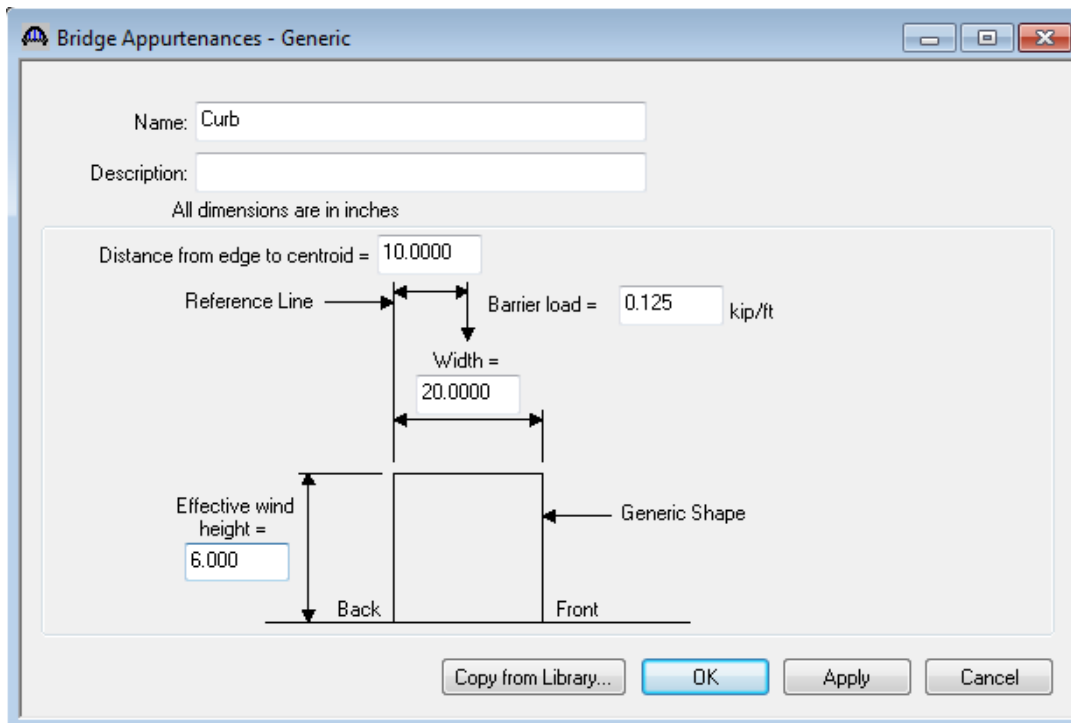 Bridge Appurtenances - Generic
Name: Curb
Description:
All dimensions are in inches
Distance from edge to centroid = 10.0000
Reference Line
Barrier load = 0.125 kip/ft
Width =
20.0000
Effective wind
height =
6.000
Generic Shape
Back
Front
Copy from Library...
OK
Apply
Cancel